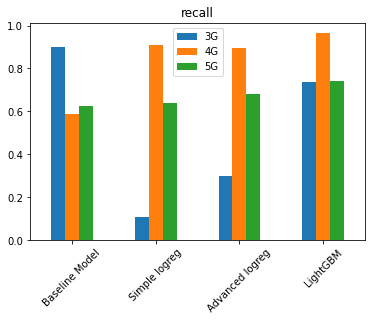 recall
3G
4G
5G
1.0
0.8
0.6
0.4
0.2
0.0
Baseline Model
Simple logreg
Advanced logreg
LightGBM